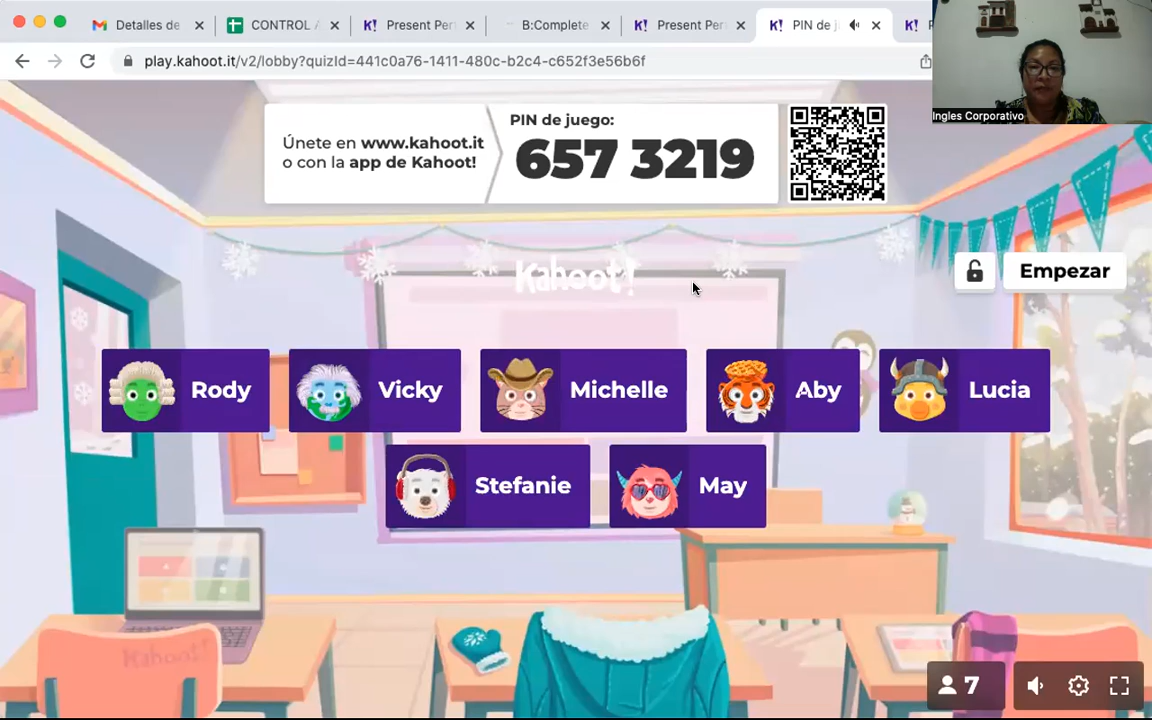 Detalles de
CONTROL
Present Per
B:Complete
Present Per
PIN de j
play.kahoot.it/v2/lobby?quizId=441c0a76-1411-480c-b2c4-c652f3e56b6f
Ingles Corporativo
Únete en www.kahoot.it
o con la app de Kahoot!
PIN de juego:
657 3219
Kahoot!
Empezar
Rody
Vicky
Michelle
Aby
Lucia
Stefanie
May
Kahoot!
7